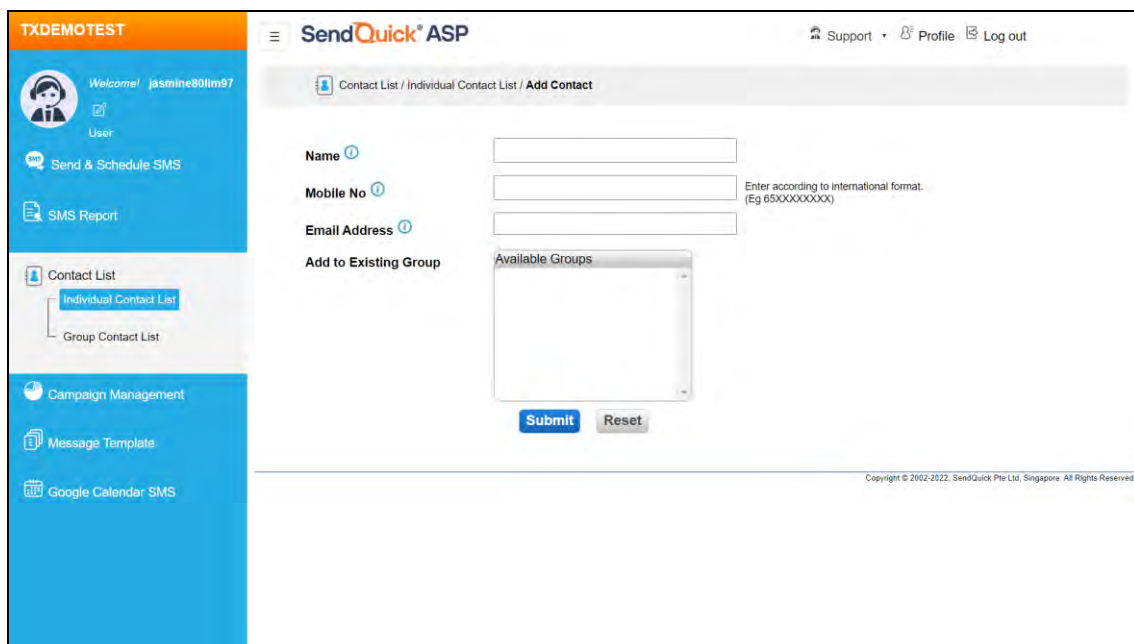 TXDEMOTEST
SendQuick® ASP
Support
Profile
Log out
Welcome! jasmine80lim97
User
Send & Schedule SMS
SMS Report
Contact List
Individual Contact List
Group Contact List
Campaign Management
Message Template
Google Calendar SMS
Contact List / Individual Contact List / Add Contact
Name
Mobile No
Enter according to international format.
(Eg 65XXXXXXXX)
Email Address
Add to Existing Group
Available Groups
Submit
Reset
Copyright © 2002-2022, SendQuick Pte Ltd, Singapore. All Rights Reserved